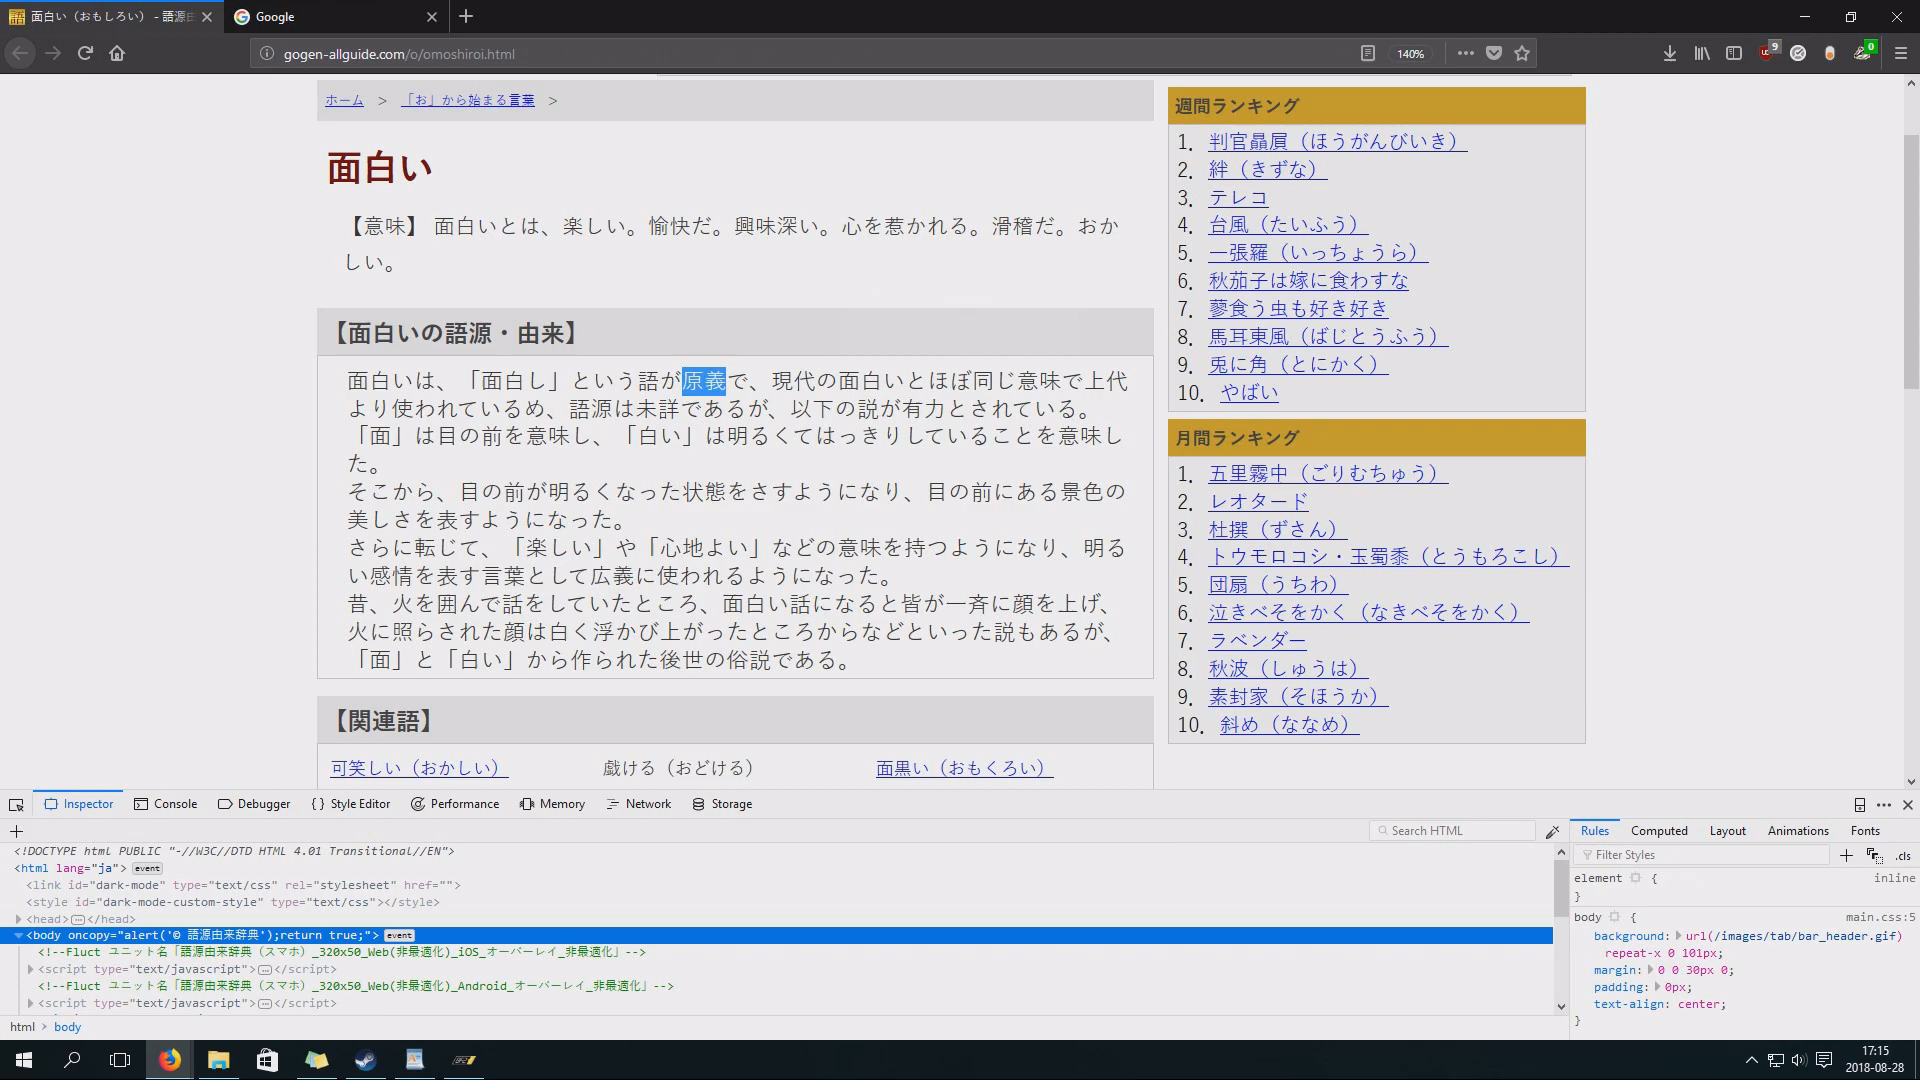 面白い（おもしろい） - 語源由
Google
gogen-allguide.com/o/omoshiroi.html
140%
9
0
ホーム > 「お」から始まる言葉 >
面白い
【意味】 面白いとは、楽しい。愉快だ。興味深い。心を惹かれる。滑稽だ。おか
しい。
【面白いの語源・由来】
面白いは、「面白し」という語が原義で、現代の面白いとほぼ同じ意味で上代
より使われているめ、語源は未詳であるが、以下の説が有力とされている。
「面」は目の前を意味し、「白い」は明るくてはっきりしていることを意味し
た。
そこから、目の前が明るくなった状態をさすようになり、目の前にある景色の
美しさを表すようになった。
さらに転じて、「楽しい」や「心地よい」などの意味を持つようになり、明る
い感情を表す言葉として広義に使われるようになった。
昔、火を囲んで話をしていたところ、面白い話になると皆が一斉に顔を上げ、
火に照らされた顔は白く浮かび上がったところからなどといった説もあるが、
「面」と「白い」から作られた後世の俗説である。
【関連語】
可笑しい（おかしい） 戯ける（おどける） 面黒い（おもくろい）
週間ランキング
1. 判官贔屓（ほうがんびいき）
2. 絆（きずな）
3. テレコ
4. 台風（たいふう）
5. 一張羅（いっちょうら）
6. 秋茄子は嫁に食わすな
7. 蓼食う虫も好き好き
8. 馬耳東風（ばじとうふう）
9. 兎に角（とにかく）
10. やばい
月間ランキング
1. 五里霧中（ごりむちゅう）
2. レオタード
3. 杜撰（ずさん）
4. トウモロコシ・玉蜀黍（とうもろこし）
5. 団扇（うちわ）
6. 泣きべそをかく（なきべそをかく）
7. ラベンダー
8. 秋波（しゅうは）
9. 素封家（そほうか）
10. 斜め（ななめ）
Inspector Console Debugger {} Style Editor Performance Memory Network Storage
Search HTML
<!DOCTYPE html PUBLIC "-//W3C//DTD HTML 4.01 Transitional//EN">
<html lang="ja"> event
<link id="dark-mode" type="text/css" rel="stylesheet" href="">
<style id="dark-mode-custom-style" type="text/css"></style>
<head></head>
<body oncopy="alert('© 語源由来辞典');return true;"> event
<!--Fluct ユニット名「語源由来辞典（スマホ）_320x50_Web(非最適化)_iOS_オーバーレイ_非最適化」-->
<script type="text/javascript"></script>
<!--Fluct ユニット名「語源由来辞典（スマホ）_320x50_Web(非最適化)_Android_オーバーレイ_非最適化」-->
<script type="text/javascript"></script>
html > body
Rules Computed Layout Animations Fonts
Filter Styles
.cls
element { inline
}
body { main.css:5
background: url(/images/tab/bar_header.gif)
repeat-x 0 101px;
margin: 0 0 30px 0;
padding: 0px;
text-align: center;
}
17:15
2018-08-28